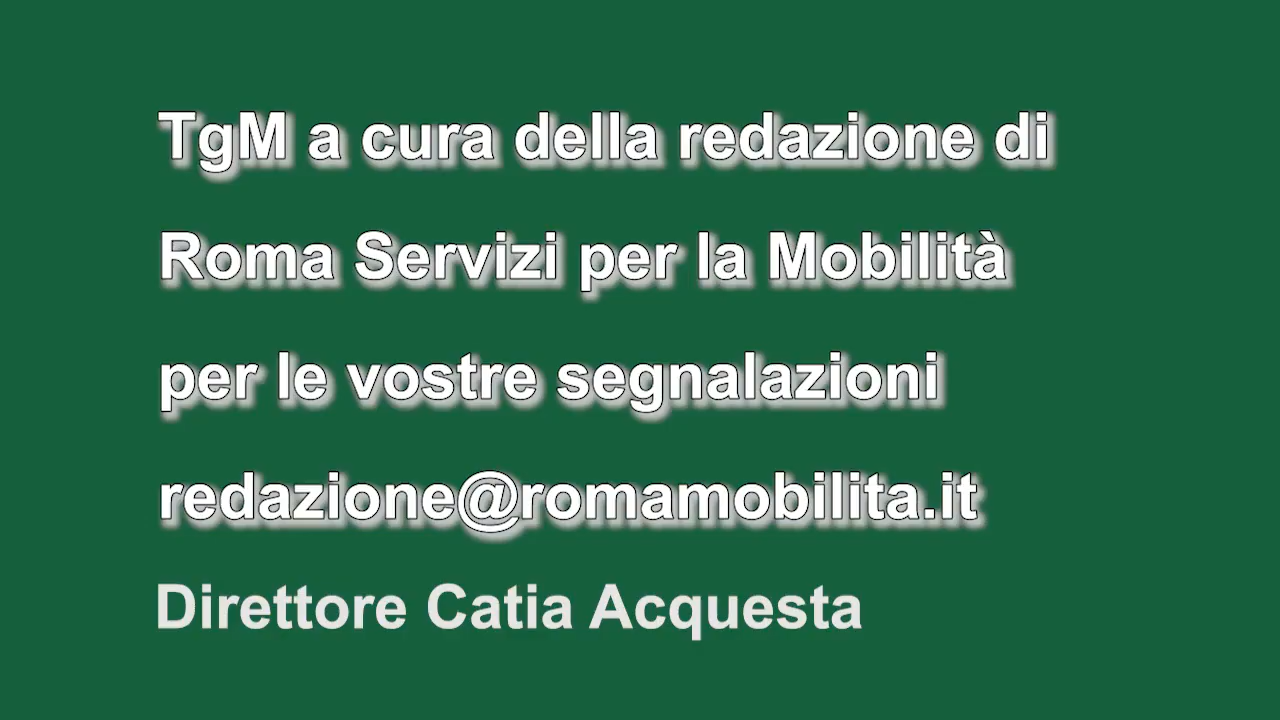 TgM a cura della redazione di
Roma Servizi per la Mobilità
per le vostre segnalazioni
redazione@romamobilita.it
Direttore Catia Acquesta